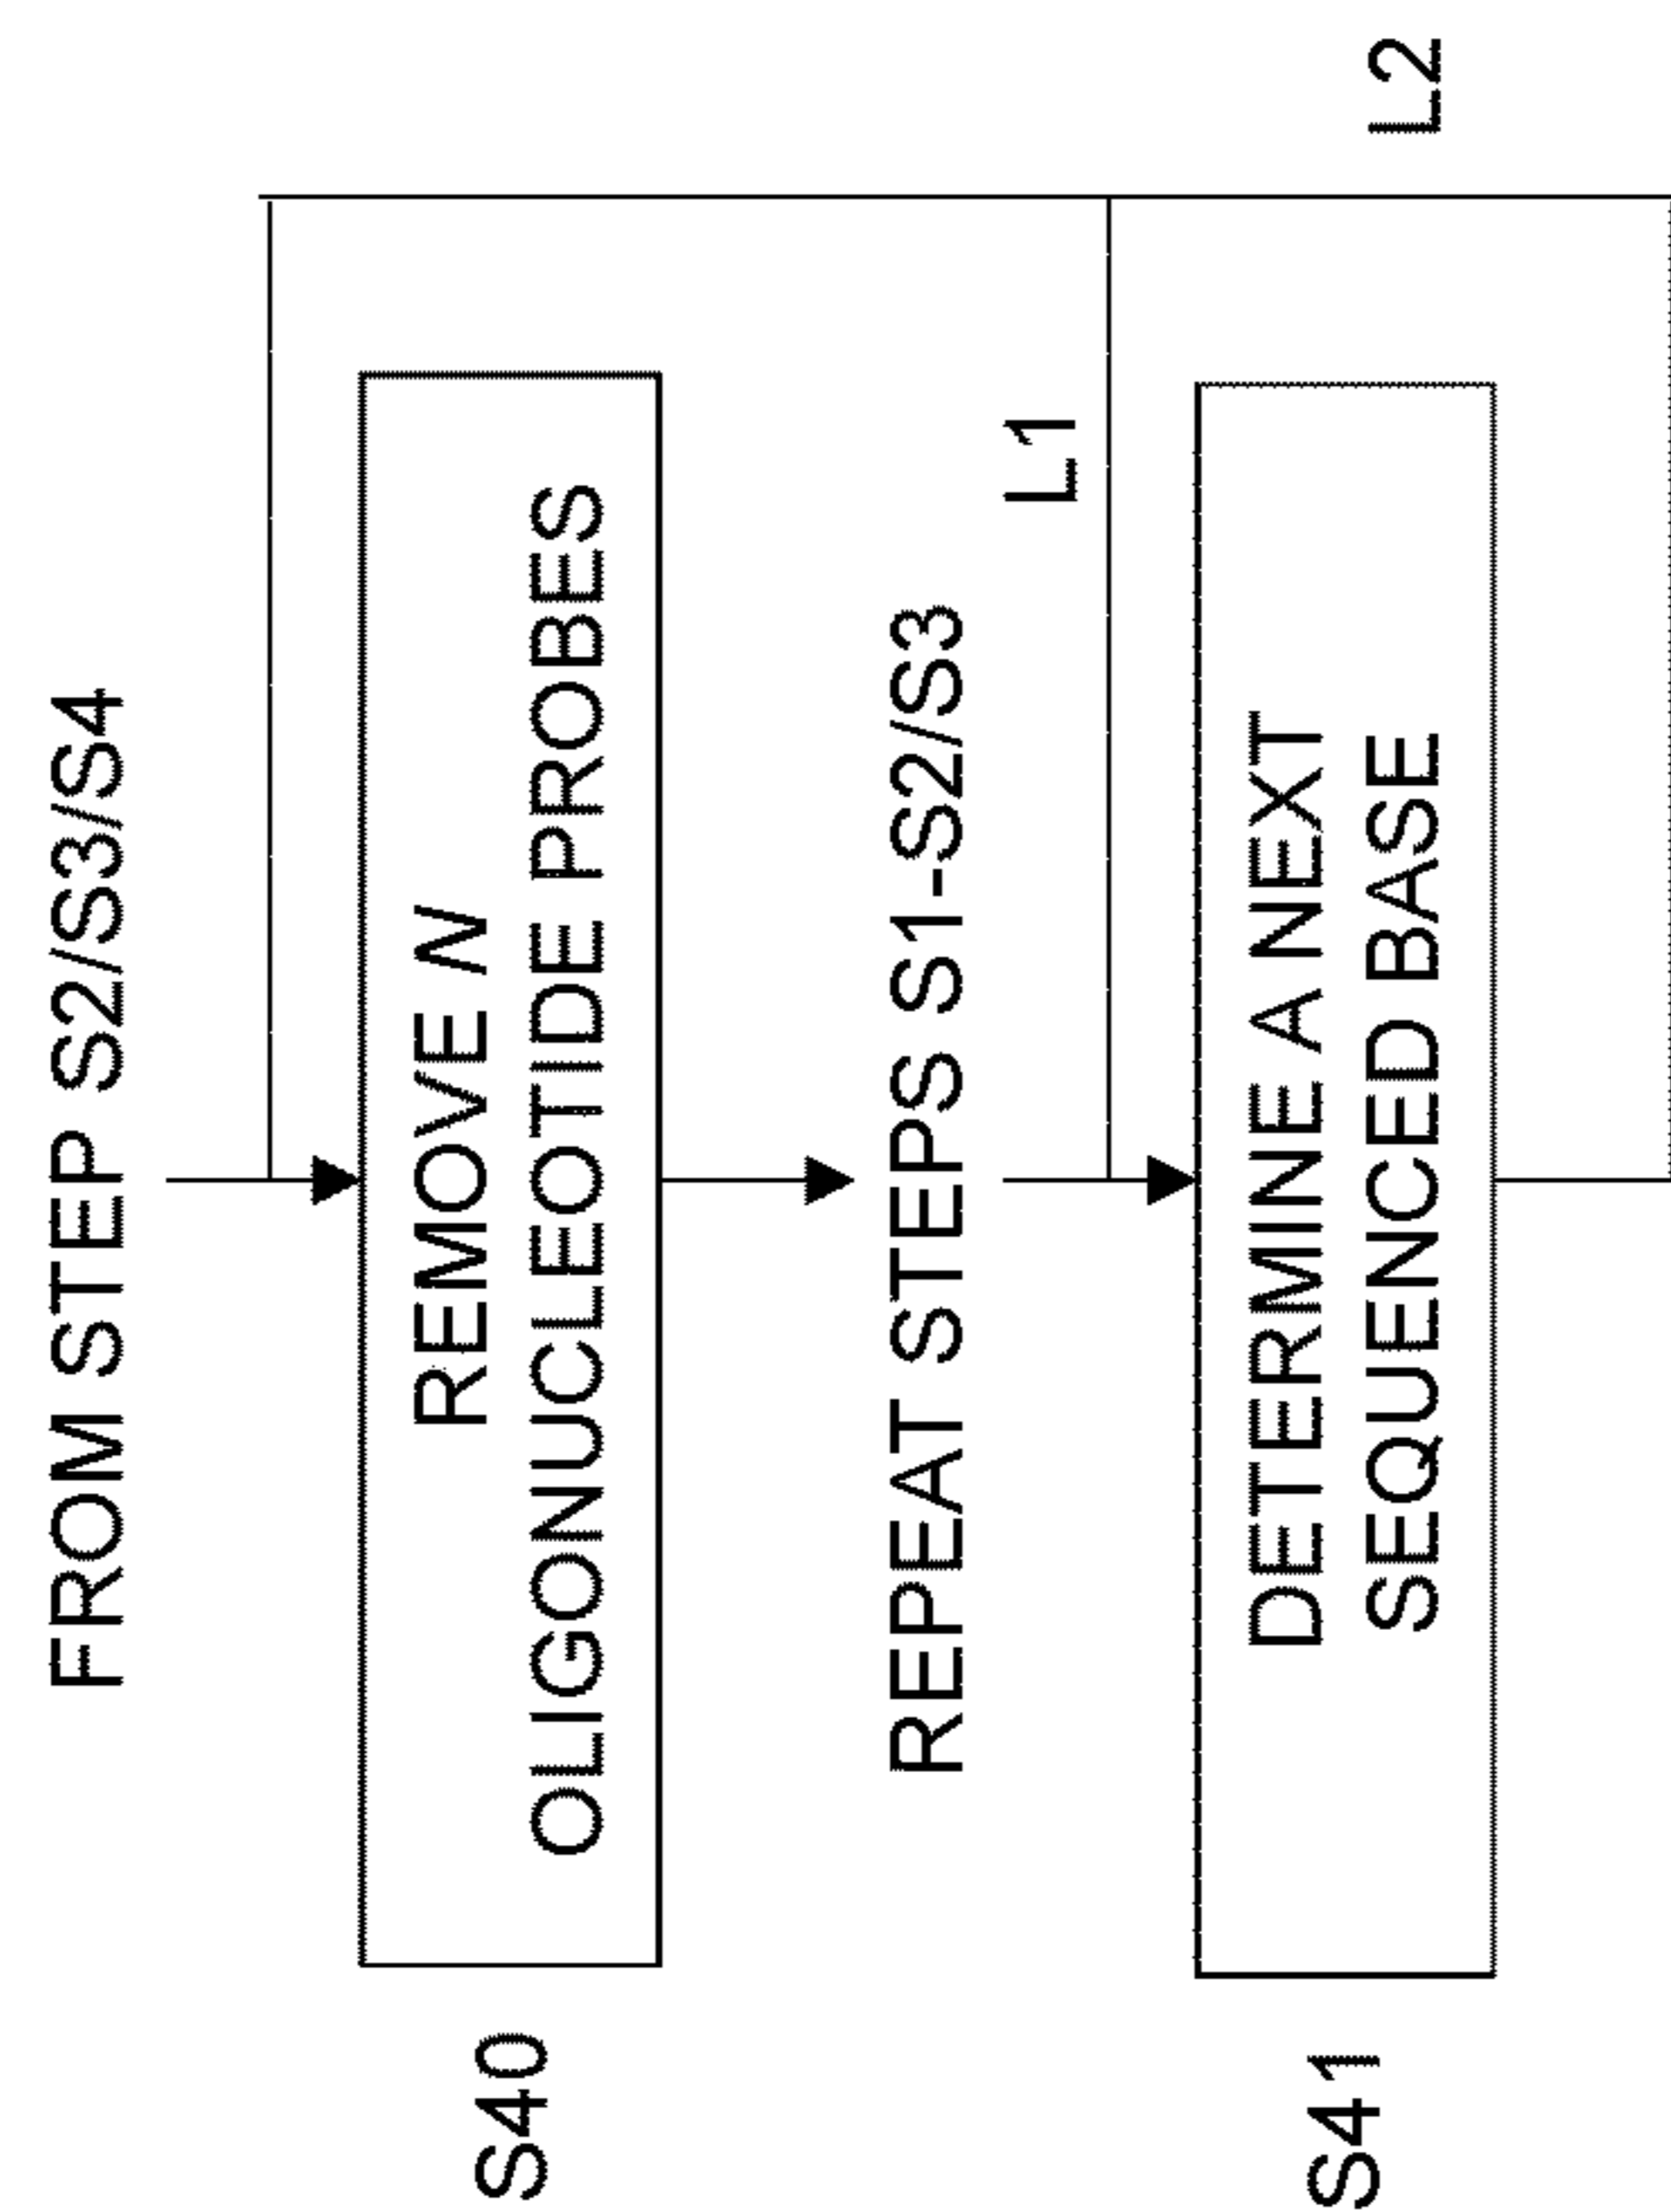 FROM STEP S2/S3/S4
S40
REMOVE N
OLIGONUCLEOTIDE PROBES
REPEAT STEPS S1-S2/S3
L1
S41
DETERMINE A NEXT
SEQUENCED BASE
L2